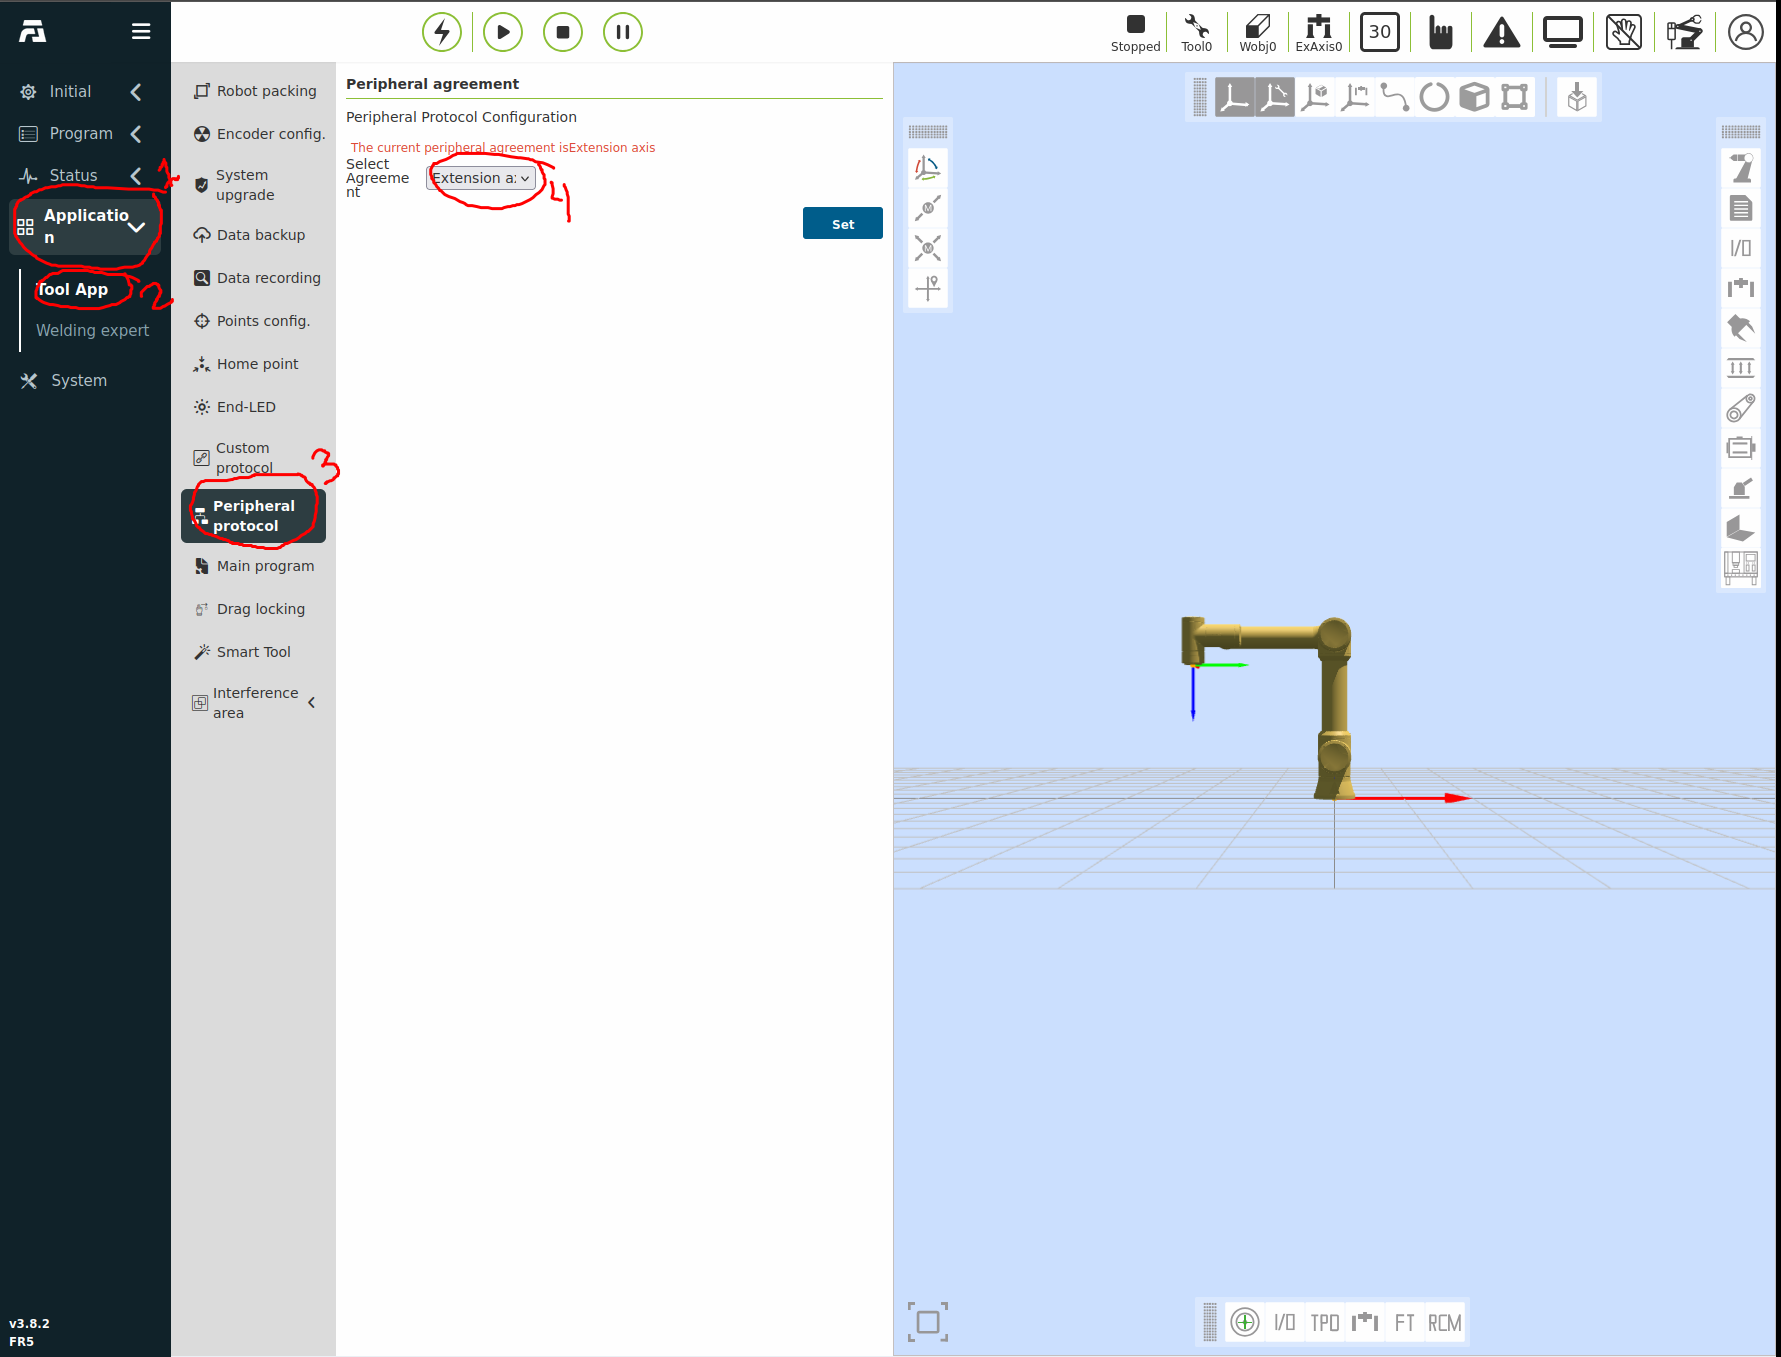 Stopped
Tool0
Wobj0
ExAxis0
30
Initial
Program
Status
1
Applicatio
n
Tool App
2
Welding expert
System
v3.8.2
FR5
Robot packing
Encoder config.
System
upgrade
Data backup
Data recording
Points config.
Home point
End-LED
Custom
protocol
3
Peripheral
protocol
Main program
Drag locking
Smart Tool
Interference
area
Peripheral agreement
Peripheral Protocol Configuration
The current peripheral agreement isExtension axis
Select
Agreeme
nt
Extension a
4
Set
M
M
I/O
I/O
TPD
FT
RCM